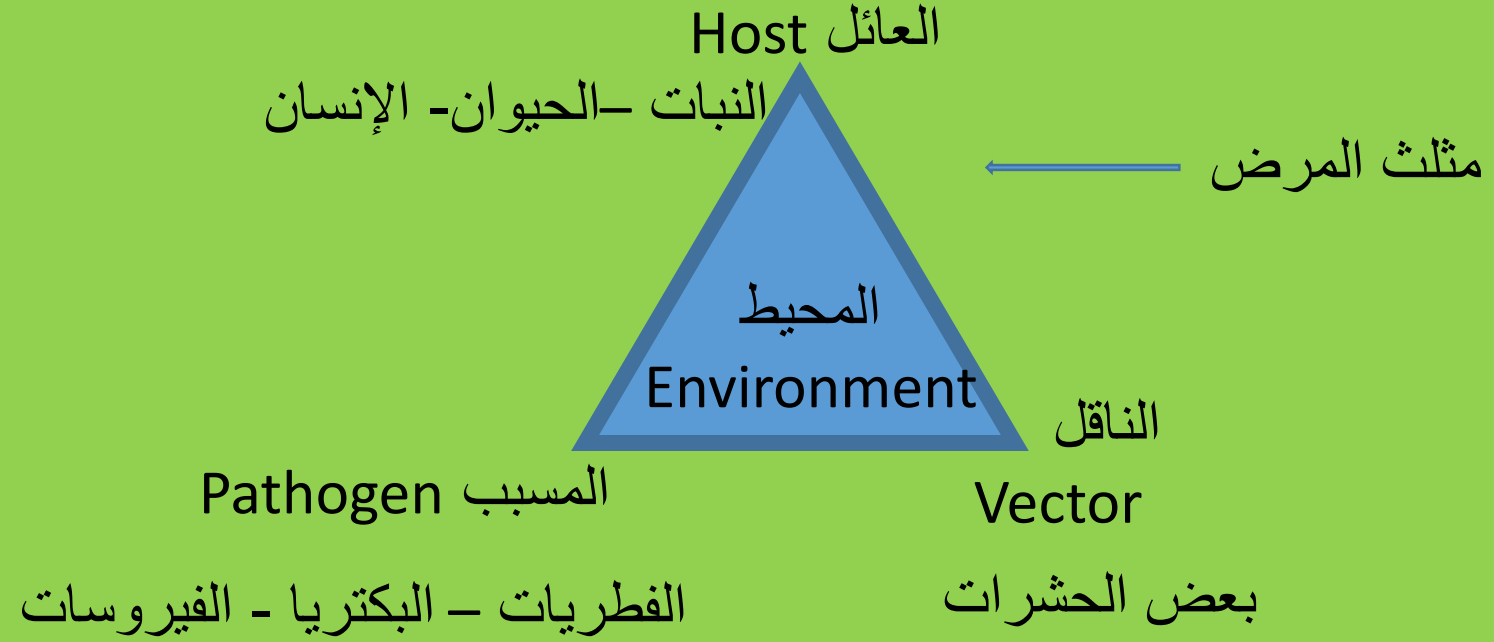 العائل Host
النبات –الحيوان- الإنسان
مثلث المرض
المحيط
Environment
الناقل
Vector
المسبب Pathogen
بعض الحشرات
الفطريات – البكتريا - الفيروسات